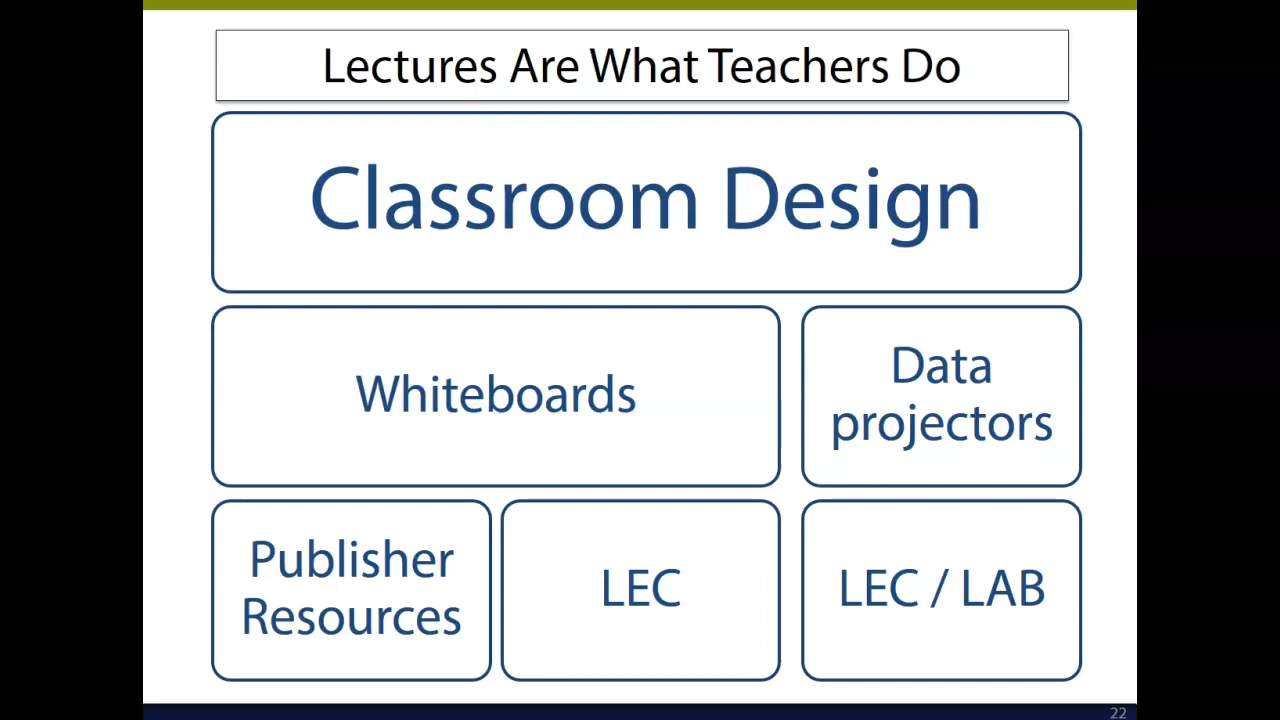 Lectures Are What Teachers Do
Classroom Design
Whiteboards
Data
projectors
Publisher
Resources
LEC
LEC / LAB
22